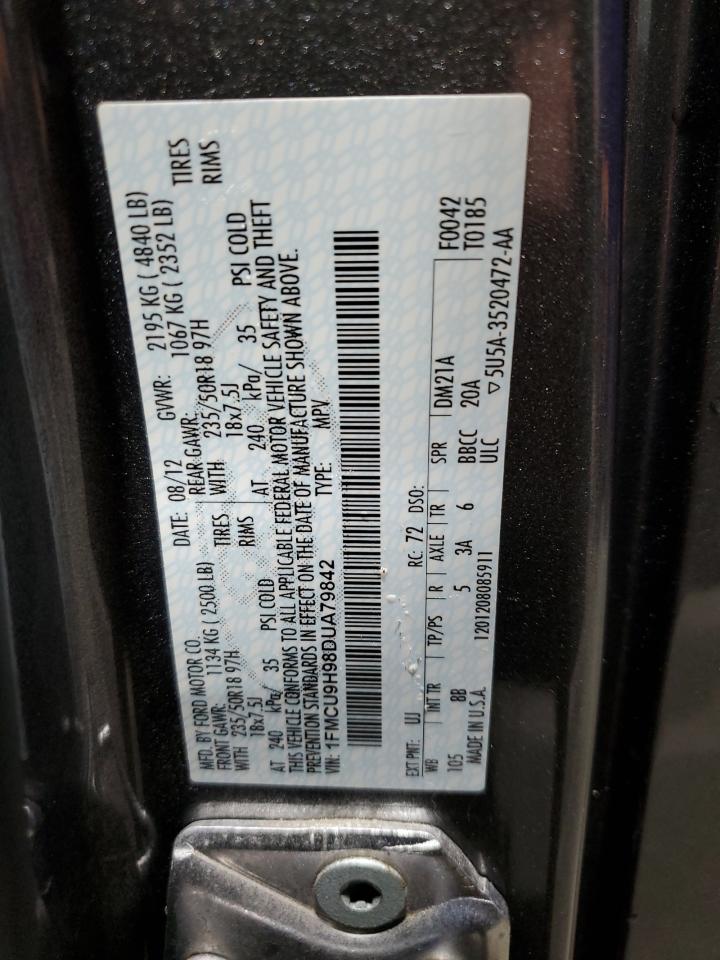 MFD. BY FORD MOTOR CO.
DATE: 08/12 GVWR: 2195 KG ( 4840 LB)
FRONT GAWR: 1134 KG ( 2500 LB) REAR GAWR: 1067 KG ( 2352 LB)
WITH 235/50R18 97H TIRES WITH 235/50R18 97H TIRES
18x7.5J RIMS 18x7.5J RIMS
AT 240 kPa/ 35 PSI COLD AT 240 kPa/ 35 PSI COLD
THIS VEHICLE CONFORMS TO ALL APPLICABLE FEDERAL MOTOR VEHICLE SAFETY AND THEFT
PREVENTION STANDARDS IN EFFECT ON THE DATE OF MANUFACTURE SHOWN ABOVE.
VIN: 1FMCU9H98DUA79842 TYPE: MPV
EXT PNT: UJ RC: 72 DSO: F0042
WB INT TR TP/PS R AXLE TR SPR DM21A T0185
105 8B 5 3A 6 BBCC 20A
ULC
MADE IN U.S.A. 120120808591 1 ▽5U5A-3520472-AA